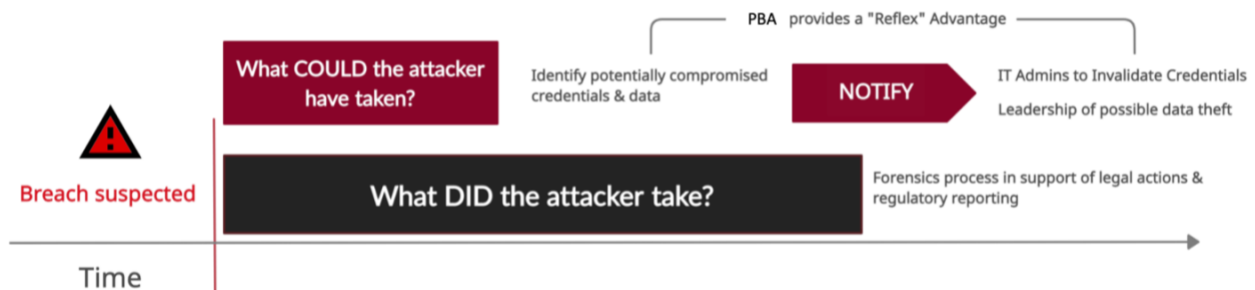 PBA provides a "Reflex" Advantage
What COULD the attacker
have taken?
Identify potentially compromised
credentials & data
NOTIFY
IT Admins to Invalidate Credentials
Leadership of possible data theft
Breach suspected
What DID the attacker take?
Forensics process in support of legal actions &
regulatory reporting
Time